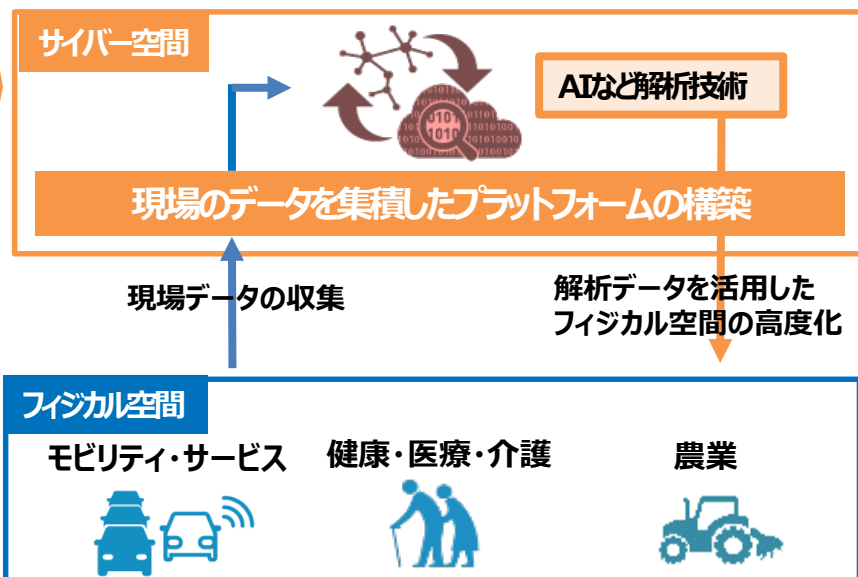 サイバー空間
AIなど解析技術
現場のデータを集積したプラットフォームの構築
現場データの収集
解析データを活用した
フィジカル空間の高度化
フィジカル空間
モビリティ・サービス
健康・医療・介護
農業